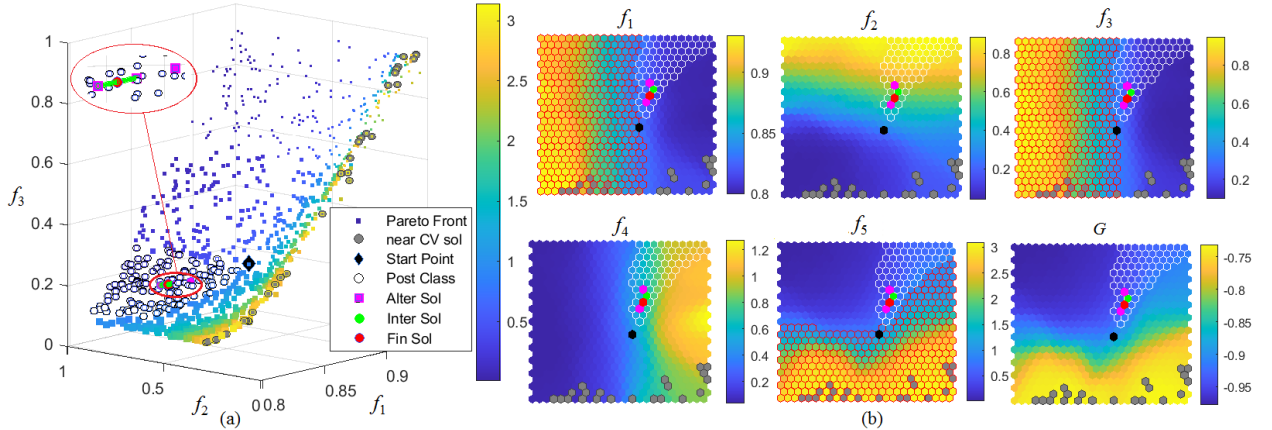 1
0.8
0.6
f3
0.4
0.2
0
1
0.5
0
f2
0.8
0.85
0.9
f1
(a)
Pareto Front
near CV sol
Start Point
Post Class
Alter Sol
Inter Sol
Fin Sol
3
2.5
2
1.5
1
0.5
f1
0.9
0.85
0.8
f2
0.8
0.6
0.4
0.2
f3
0.8
0.6
0.4
0.2
f4
1.2
1
0.8
0.6
0.4
0.2
f5
3
2.5
2
1.5
1
0.5
G
-0.75
-0.8
-0.85
-0.9
-0.95
(b)